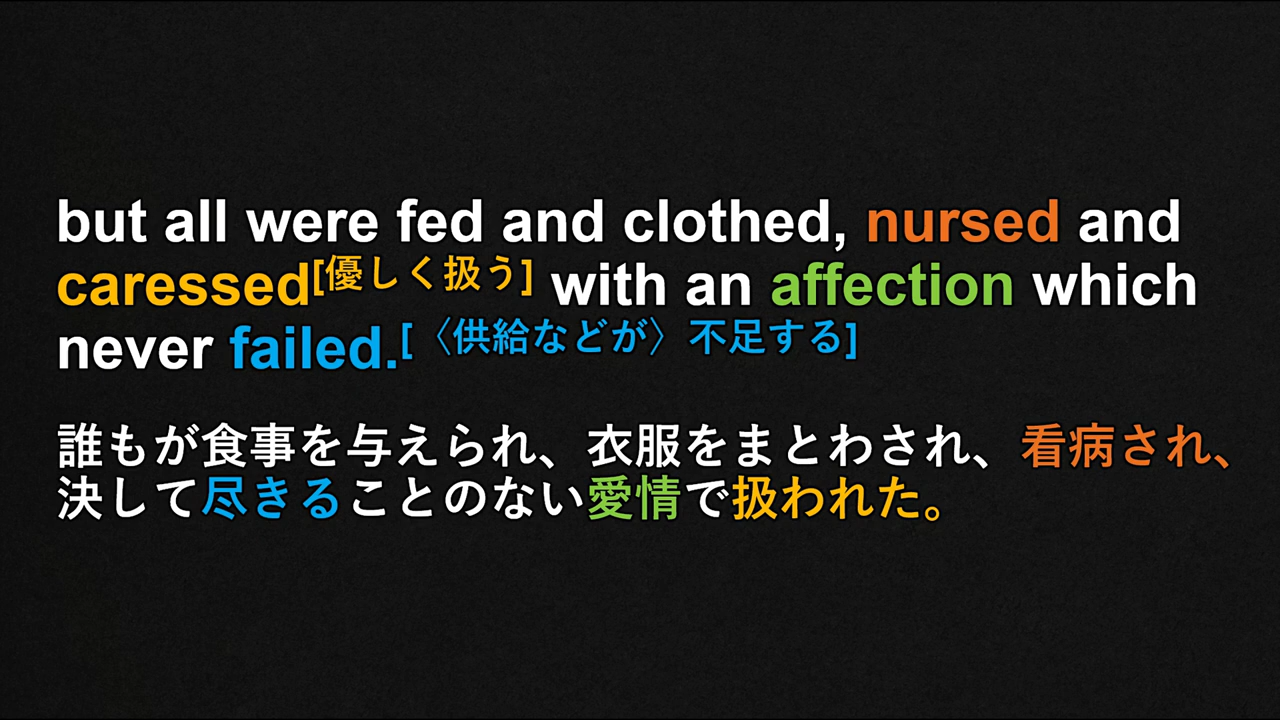 but all were fed and clothed, nursed and
caressed[優しく扱う] with an affection which
never failed.[〈供給などが〉不足する]
誰もが食事を与えられ、衣服をまとわされ、看病され、
決して尽きることのない愛情で扱われた。